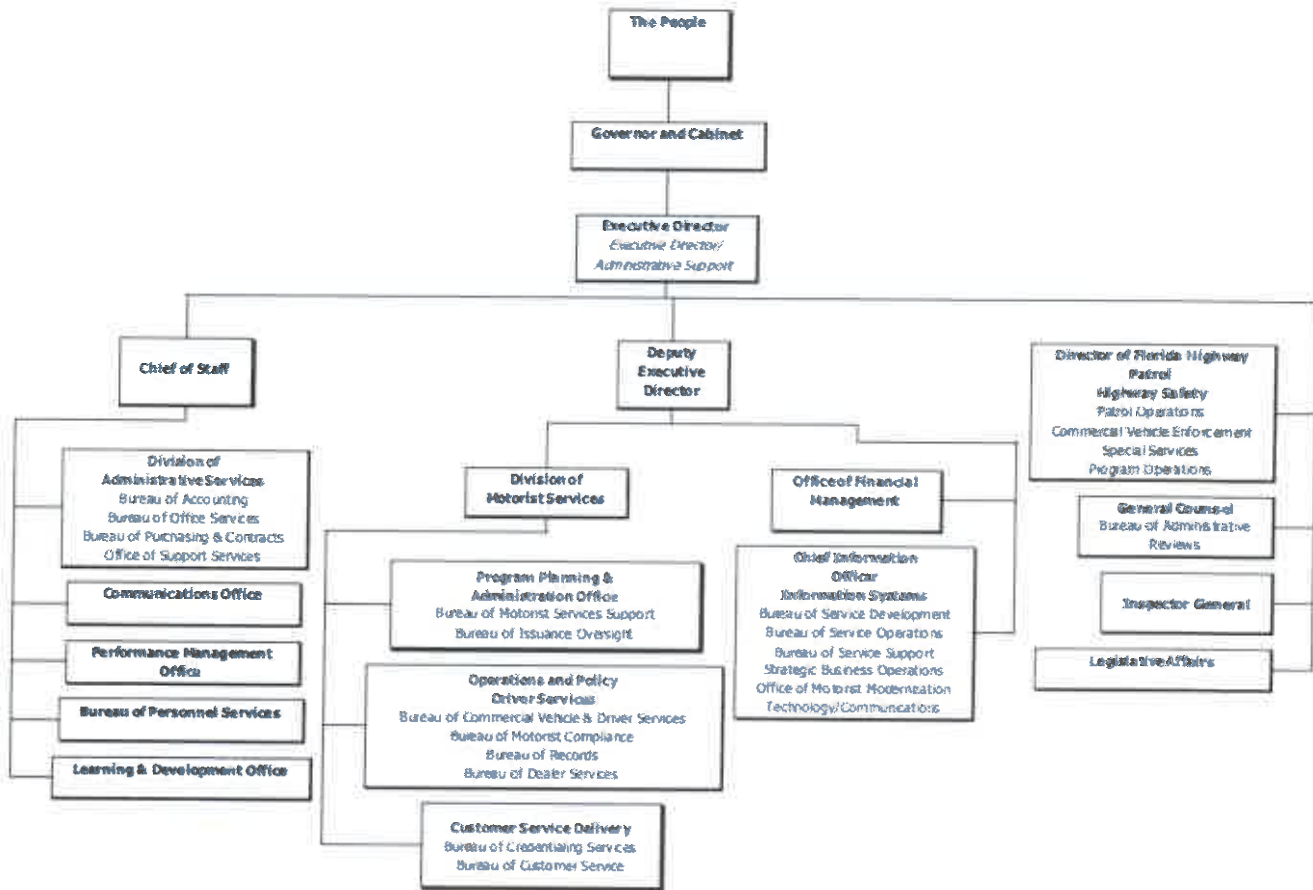 The People
Governor and Cabinet
Executive Director
Executive Director/
Administrative Support
Chief of Staff
Division of
Administrative Services
Bureau of Accounting
Bureau of Office Services
Bureau of Purchasing & Contracts
Office of Support Services
Communications Office
Performance Management
Office
Bureau of Personnel Services
Learning & Development Office
Deputy
Executive
Director
Division of
Motorist Services
Program Planning &
Administration Office
Bureau of Motorist Services Support
Bureau of Issuance Oversight
Operations and Policy
Driver Services
Bureau of Commercial Vehicle & Driver Services
Bureau of Motorist Compliance
Bureau of Records
Bureau of Dealer Services
Customer Service Delivery
Bureau of Credentialing Services
Bureau of Customer Service
Office of Financial
Management
Chief Information
Officer
Information Systems
Bureau of Service Development
Bureau of Service Operations
Bureau of Service Support
Strategic Business Operations
Office of Motorist Modernization
Technology/Communications
Director of Florida Highway
Patrol
Highway Safety
Patrol Operations
Commercial Vehicle Enforcement
Special Services
Program Operations
General Counsel
Bureau of Administrative
Reviews
Inspector General
Legislative Affairs